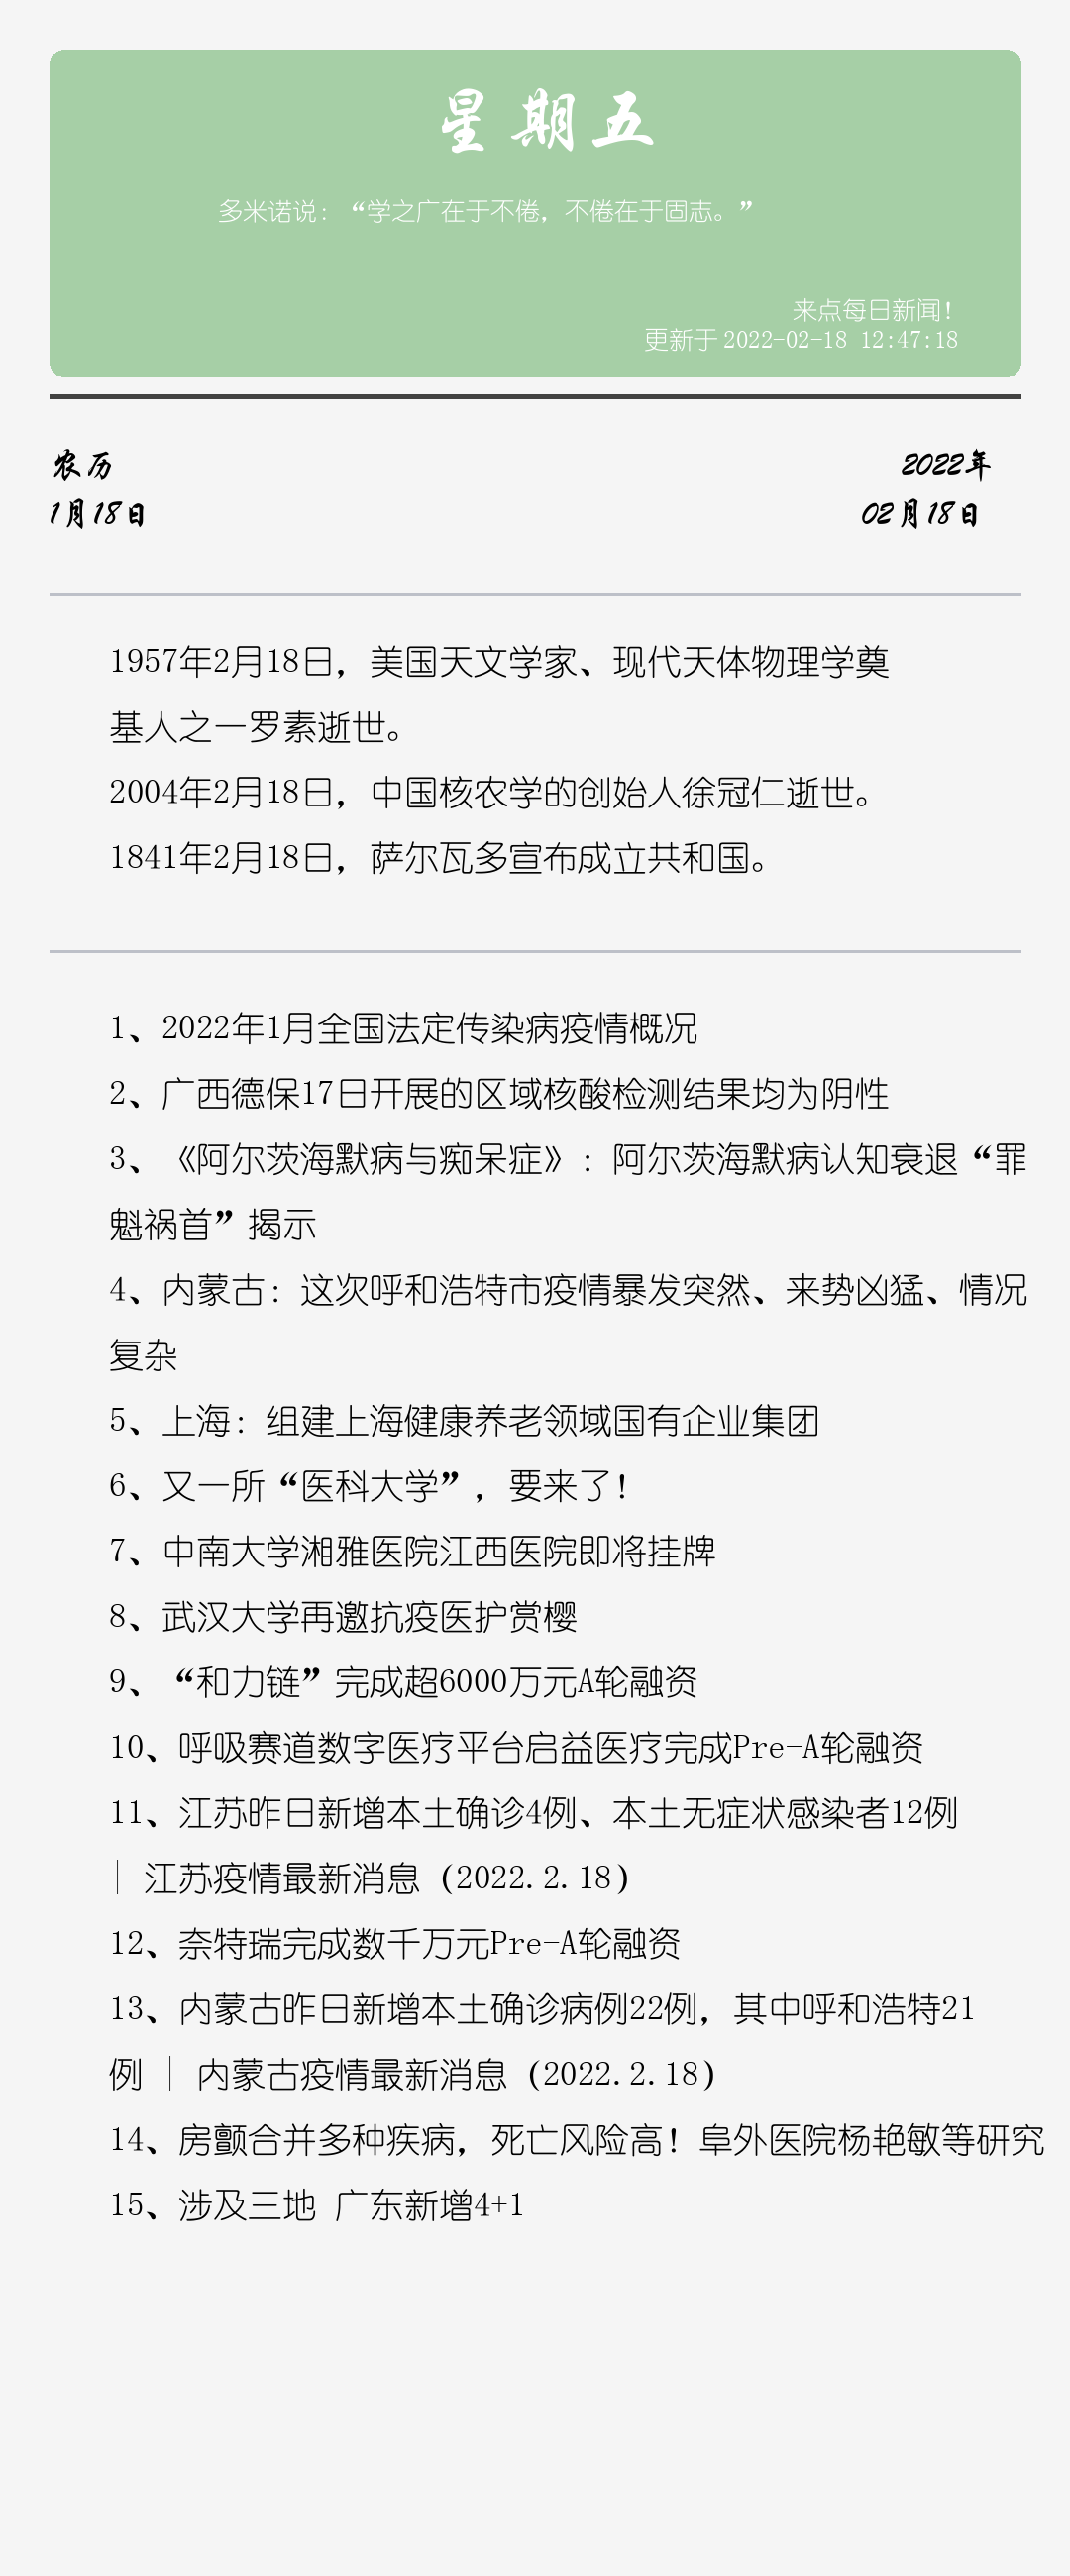 星期五
多米诺说：“学之广在于不倦，不倦在于固志。”
来点每日新闻！
更新于2022-02-18 12:47:18
农历
2022年
1月18日
02月18日
1957年2月18日，美国天文学家、现代天体物理学奠
基人之一罗素逝世。
2004年2月18日，中国核农学的创始人徐冠仁逝世。
1841年2月18日，萨尔瓦多宣布成立共和国。
1、2022年1月全国法定传染病疫情概况
2、广西德保17日开展的区域核酸检测结果均为阴性
3、《阿尔茨海默病与痴呆症》：阿尔茨海默病认知衰退“罪
魁祸首”揭示
4、内蒙古：这次呼和浩特市疫情暴发突然、来势凶猛、情况
复杂
5、上海：组建上海健康养老领域国有企业集团
6、又一所“医科大学”，要来了！
7、中南大学湘雅医院江西医院即将挂牌
8、武汉大学再邀抗疫医护赏樱
9、“和力链”完成超6000万元A轮融资
10、呼吸赛道数字医疗平台启益医疗完成Pre-A轮融资
11、江苏昨日新增本土确诊4例、本土无症状感染者12例
｜江苏疫情最新消息（2022.2.18）
12、奈特瑞完成数千万元Pre-A轮融资
13、内蒙古昨日新增本土确诊病例22例，其中呼和浩特21
例｜内蒙古疫情最新消息（2022.2.18）
14、房颤合并多种疾病，死亡风险高！阜外医院杨艳敏等研究
15、涉及三地 广东新增4+1